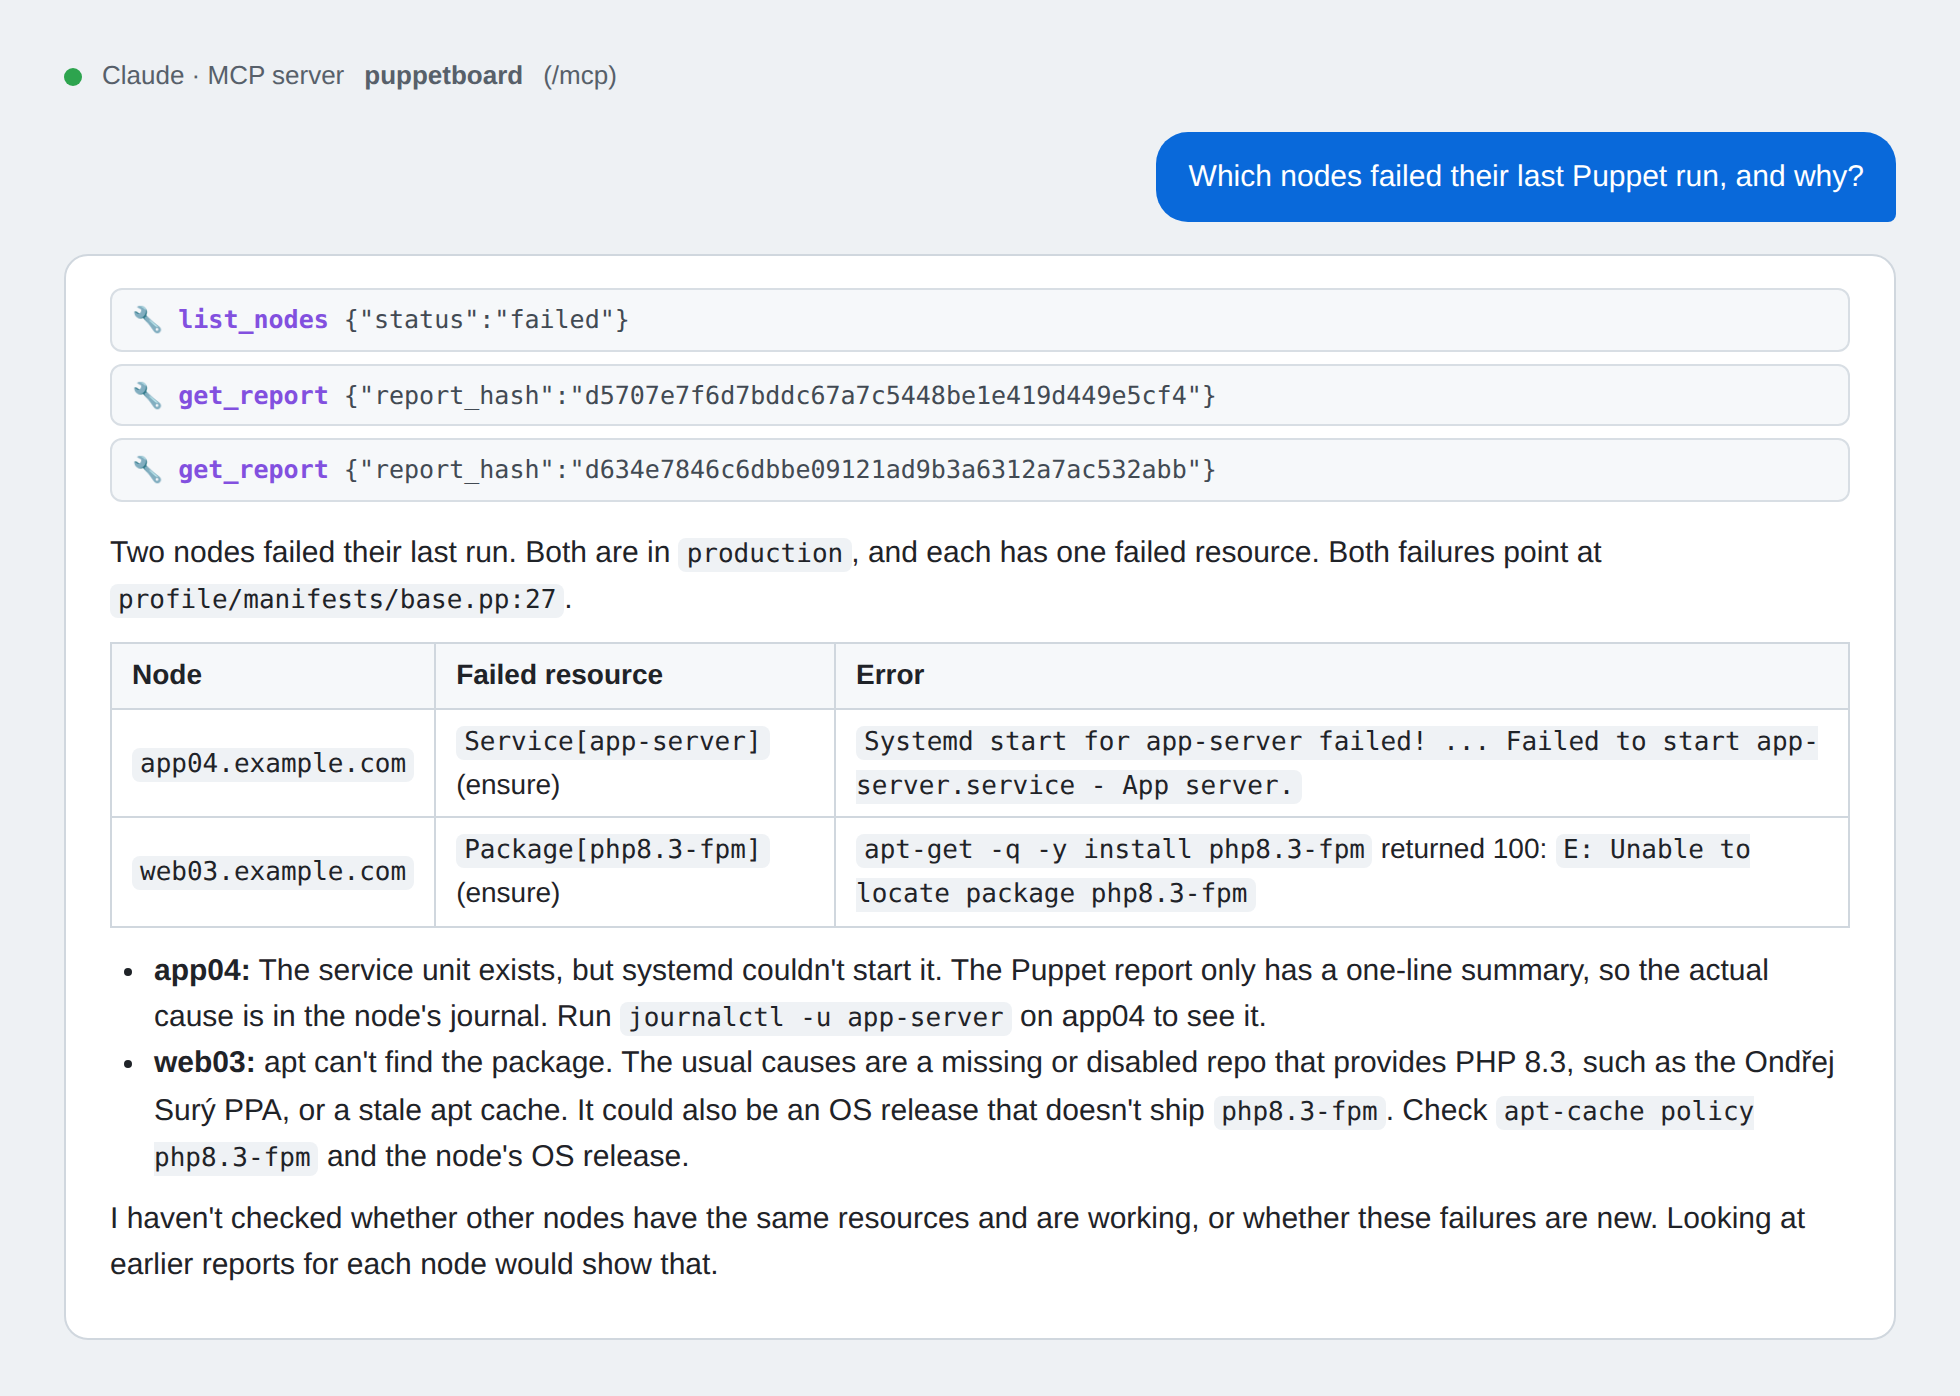 Claude · MCP server puppetboard (/mcp)
Which nodes failed their last Puppet run, and why?
list_nodes {"status":"failed"}
get_report {"report_hash":"d5707e7f6d7bddc67a7c5448be1e419d449e5cf4"}
get_report {"report_hash":"d634e7846c6dbbe09121ad9b3a6312a7ac532abb"}
Two nodes failed their last run. Both are in production, and each has one failed resource. Both failures point at
profile/manifests/base.pp:27.
Node Failed resource Error
app04.example.com
Service[app-server]
(ensure)
Systemd start for app-server failed! ... Failed to start app-
server.service - App server.
web03.example.com
Package[php8.3-fpm]
(ensure)
apt-get -q -y install php8.3-fpm returned 100: E: Unable to
locate package php8.3-fpm
• app04: The service unit exists, but systemd couldn't start it. The Puppet report only has a one-line summary, so the actual
cause is in the node's journal. Run journalctl -u app-server on app04 to see it.
• web03: apt can't find the package. The usual causes are a missing or disabled repo that provides PHP 8.3, such as the Ondřej
Surý PPA, or a stale apt cache. It could also be an OS release that doesn't ship php8.3-fpm. Check apt-cache policy
php8.3-fpm and the node's OS release.
I haven't checked whether other nodes have the same resources and are working, or whether these failures are new. Looking at
earlier reports for each node would show that.